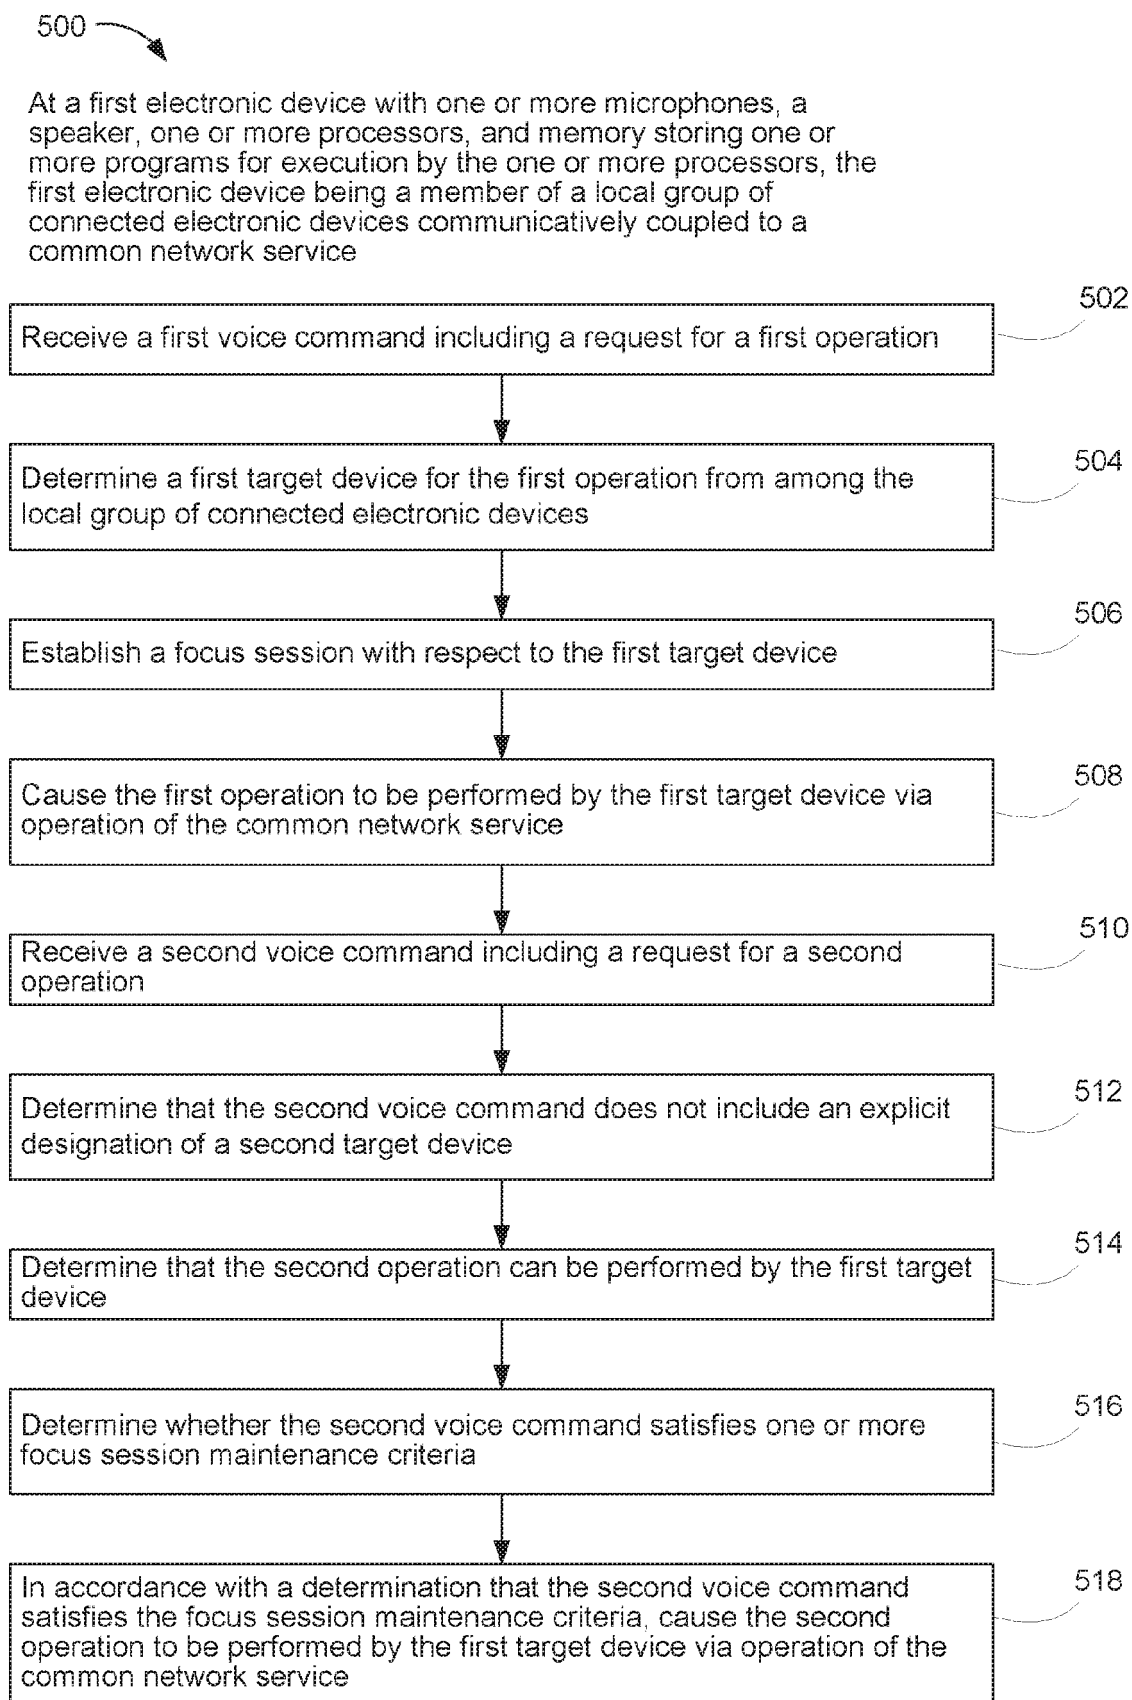 500
At a first electronic device with one or more microphones, a
speaker, one or more processors, and memory storing one or
more programs for execution by the one or more processors, the
first electronic device being a member of a local group of
connected electronic devices communicatively coupled to a
common network service
502
Receive a first voice command including a request for a first operation
504
Determine a first target device for the first operation from among the
local group of connected electronic devices
506
Establish a focus session with respect to the first target device
508
Cause the first operation to be performed by the first target device via
operation of the common network service
510
Receive a second voice command including a request for a second
operation
512
Determine that the second voice command does not include an explicit
designation of a second target device
514
Determine that the second operation can be performed by the first target
device
516
Determine whether the second voice command satisfies one or more
focus session maintenance criteria
518
In accordance with a determination that the second voice command
satisfies the focus session maintenance criteria, cause the second
operation to be performed by the first target device via operation of the
common network service